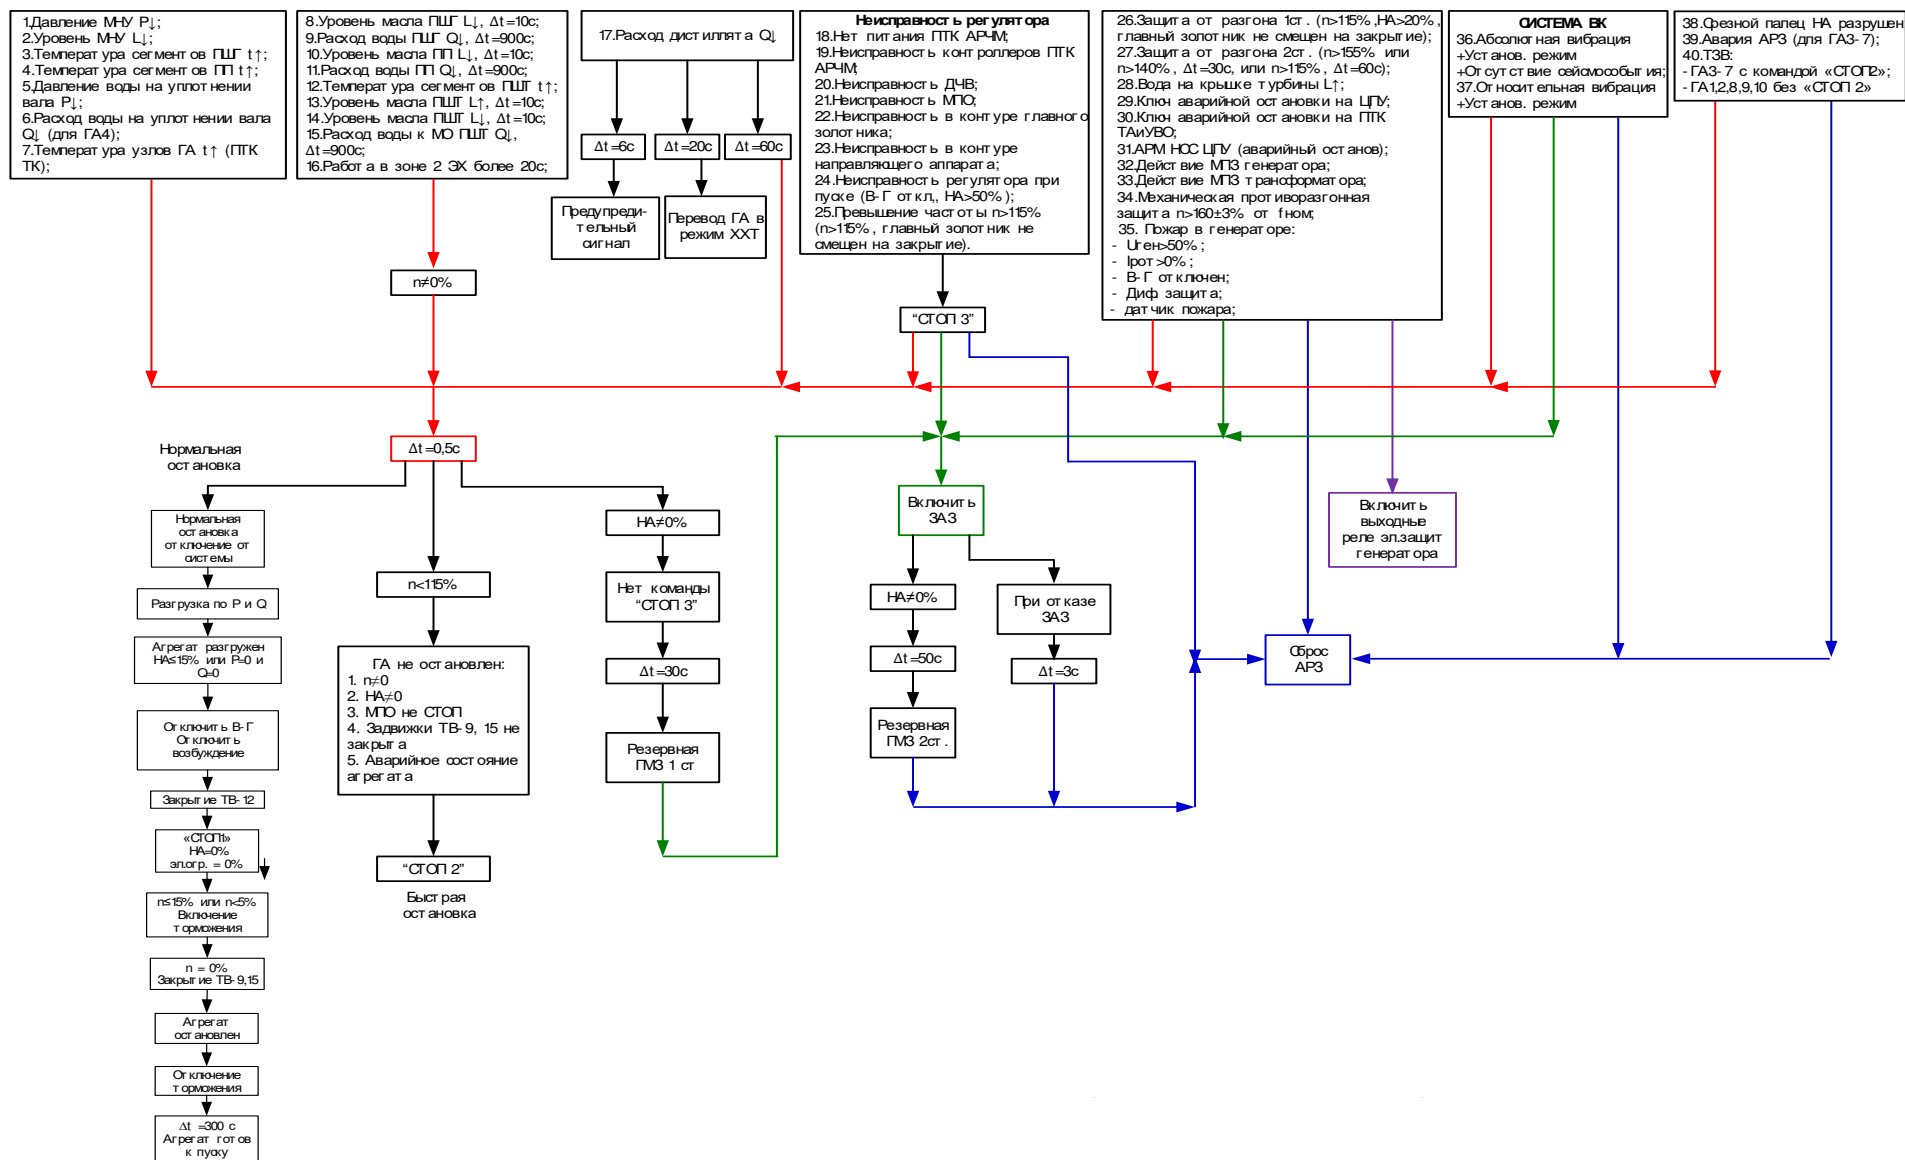 1.Давление МНУ P↓;
2.Уровень МНУ L↓;
3.Температура сегментов ПШГ t↑;
4.Температура сегментов ПП t↑;
5.Давление воды на уплотнении
вала P↓;
6.Расход воды на уплотнении вала
Q↓ (для ГА4);
7.Температура узлов ГА t↑ (ПТК
ТК);
8.Уровень масла ПШГ L↓, Δt=10с;
9.Расход воды ПШГ Q↓, Δt=900с;
10.Уровень масла ПП L↓, Δt=10с;
11.Расход воды ПП Q↓, Δt=900с;
12.Температура сегментов ПШТ t↑;
13.Уровень масла ПШТ L↑, Δt=10с;
14.Уровень масла ПШТ L↓, Δt=10с;
15.Расход воды к МО ПШТ Q↓,
Δt=900с;
16.Работа в зоне 2 ЭХ более 20с;
17.Расход дистиллята Q↓
Δt=6с
Δt=20с
Δt=60с
Предупреди-
тельный
сигнал
Перевод ГА в
режим ХХТ
Неисправность регулятора
18.Нет питания ПТК АРЧМ;
19.Неисправность контроллеров ПТК
АРЧМ;
20.Неисправность ДЧВ;
21.Неисправность МПО;
22.Неисправность в контуре главного
золотника;
23.Неисправность в контуре
направляющего аппарата;
24.Неисправность регулятора при
пуске (В-Г откл., НА>50%);
25.Превышение частоты n>115%
(n>115%, главный золотник не
смещен на закрытие).
26.Защита от разгона 1ст. (n>115%,НА>20%,
главный золотник не смещен на закрытие);
27.Защита от разгона 2ст. (n>155% или
n>140%, Δt=30с, или n>115%, Δt=60с);
28.Вода на крышке турбины L↑;
29.Ключ аварийной остановки на ЦПУ;
30.Ключ аварийной остановки на ПТК
ТАиУВО;
31.АРМ НСС ЦПУ (аварийный останов);
32.Действие МПЗ генератора;
33.Действие МПЗ трансформатора;
34.Механическая противоразгонная
защита n>160±3% от fном;
35. Пожар в генераторе:
- Uген>50%;
- Iрот>0%;
- В-Г отключен;
- Диф защита;
- датчик пожара;
СИСТЕМА ВК
36.Абсолютная вибрация
+Установ. режим
+Отсутствие сейсмособытия;
37.Относительная вибрация
+Установ. режим
38.Срезной палец НА разрушен
39.Авария АРЗ (для ГА3-7);
40.ТЗВ:
- ГА3-7 с командой «СТОП2»;
- ГА1,2,8,9,10 без «СТОП 2»
n≠0%
“СТОП 3”
Δt=0,5с
Нормальная
остановка
Нормальная
остановка
отключение от
системы
Разгрузка по P и Q
Агрегат разгружен
НА≤15% или P=0 и
Q=0
Отключить В-Г
Отключить
возбуждение
Закрытие ТВ-12
«СТОП1»
НА=0%
эл.огр. = 0%
n≤15% или n<5%
Включение
торможения
n = 0%
Закрытие ТВ-9,15
Агрегат
остановлен
Отключение
торможения
Δt =300 с
Агрегат готов
к пуску
n<115%
ГА не остановлен:
1. n≠0
2. НА≠0
3. МПО не СТОП
4. Задвижки ТВ-9, 15 не
закрыта
5. Аварийное состояние
агрегата
“СТОП 2”
Быстрая
остановка
НА≠0%
Нет команды
“СТОП 3”
Δt=30с
Резервная
ГМЗ 1 ст
Включить
ЗАЗ
НА≠0%
Δt=50с
Резервная
ГМЗ 2ст.
При отказе
ЗАЗ
Δt=3с
Сброс
АРЗ
Включить
выходные
реле эл.защит
генератора